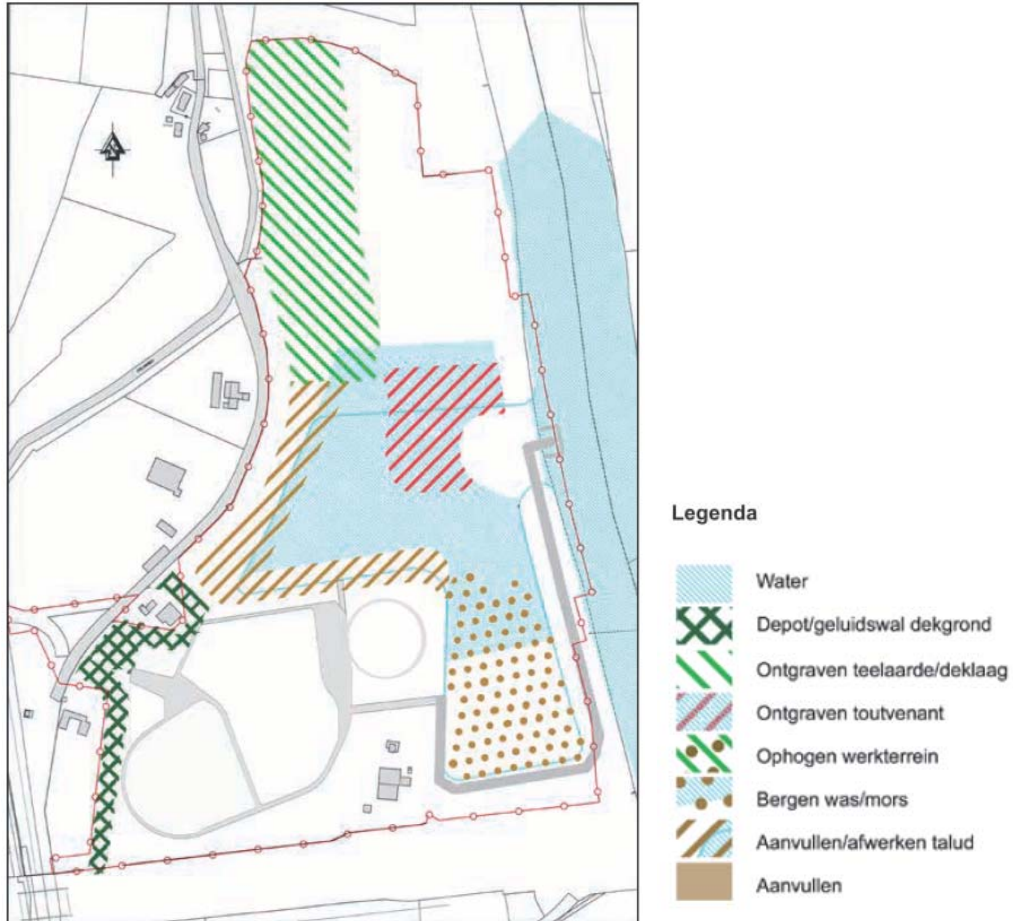 Legenda
Water
Depot/geluidswal dekgrond
Ontgraven teelaarde/deklaag
Ontgraven toutvenant
Ophogen werkterrein
Bergen was/mors
Aanvullen/afwerken talud
Aanvullen